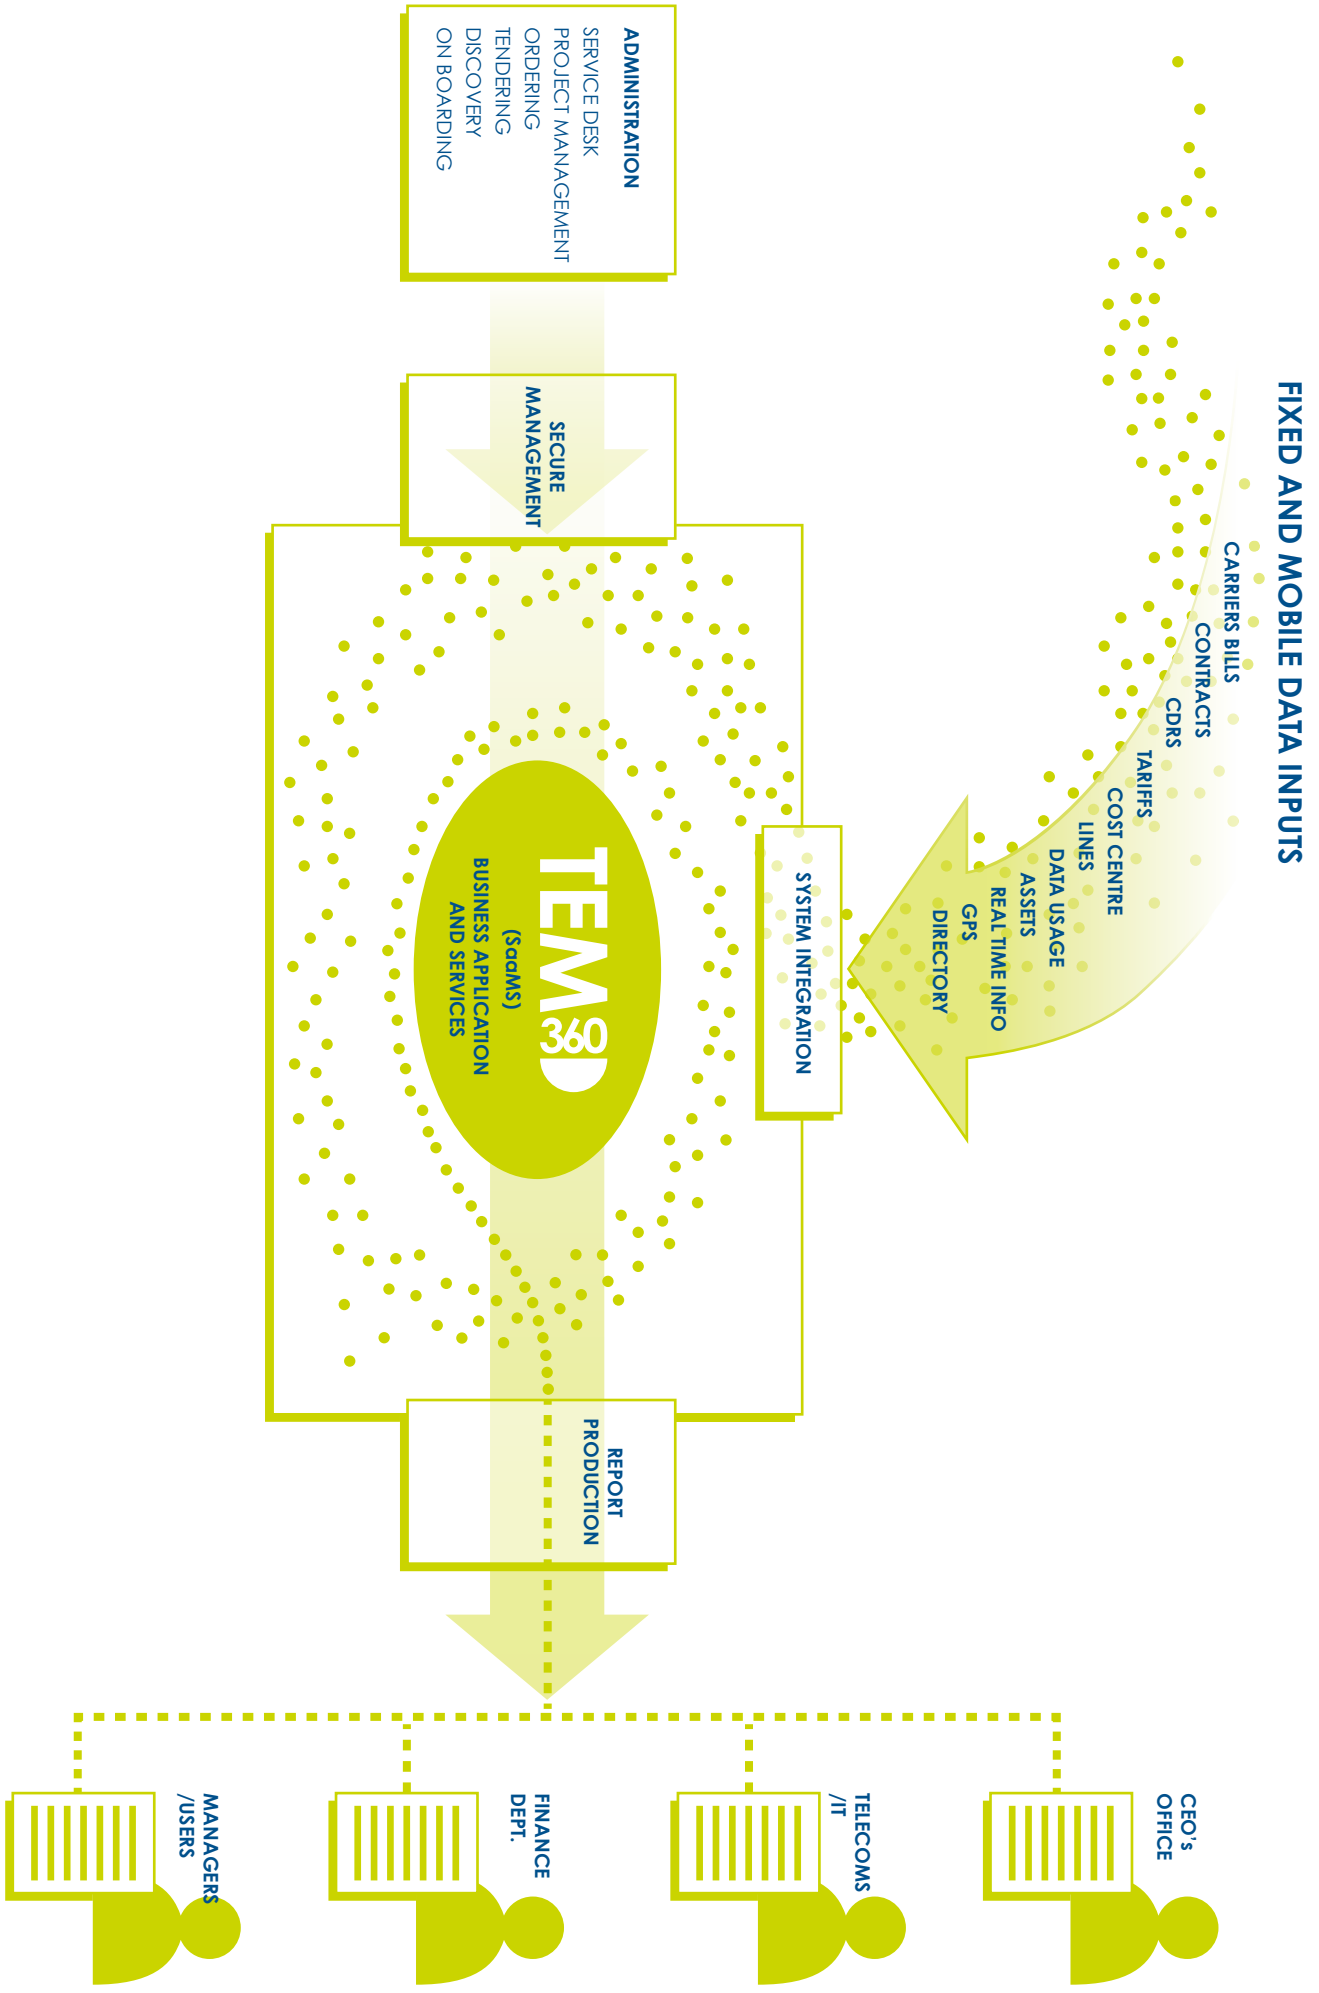 FIXED AND MOBILE DATA INPUTS
CARRIERS BILLS
CONTRACTS
CDRS
TARIFFS
COST CENTRE
LINES
DATA USAGE
ASSETS
REAL TIME INFO
GPS
DIRECTORY
SYSTEM INTEGRATION
ADMINISTRATION
SERVICE DESK
PROJECT MANAGEMENT
ORDERING
TENDERING
DISCOVERY
ON BOARDING
SECURE
MANAGEMENT
TEM360
(SaaMS)
BUSINESS APPLICATION
AND SERVICES
REPORT
PRODUCTION
CEO's
OFFICE
TELECOMS
/IT
FINANCE
DEPT.
MANAGERS
/USERS